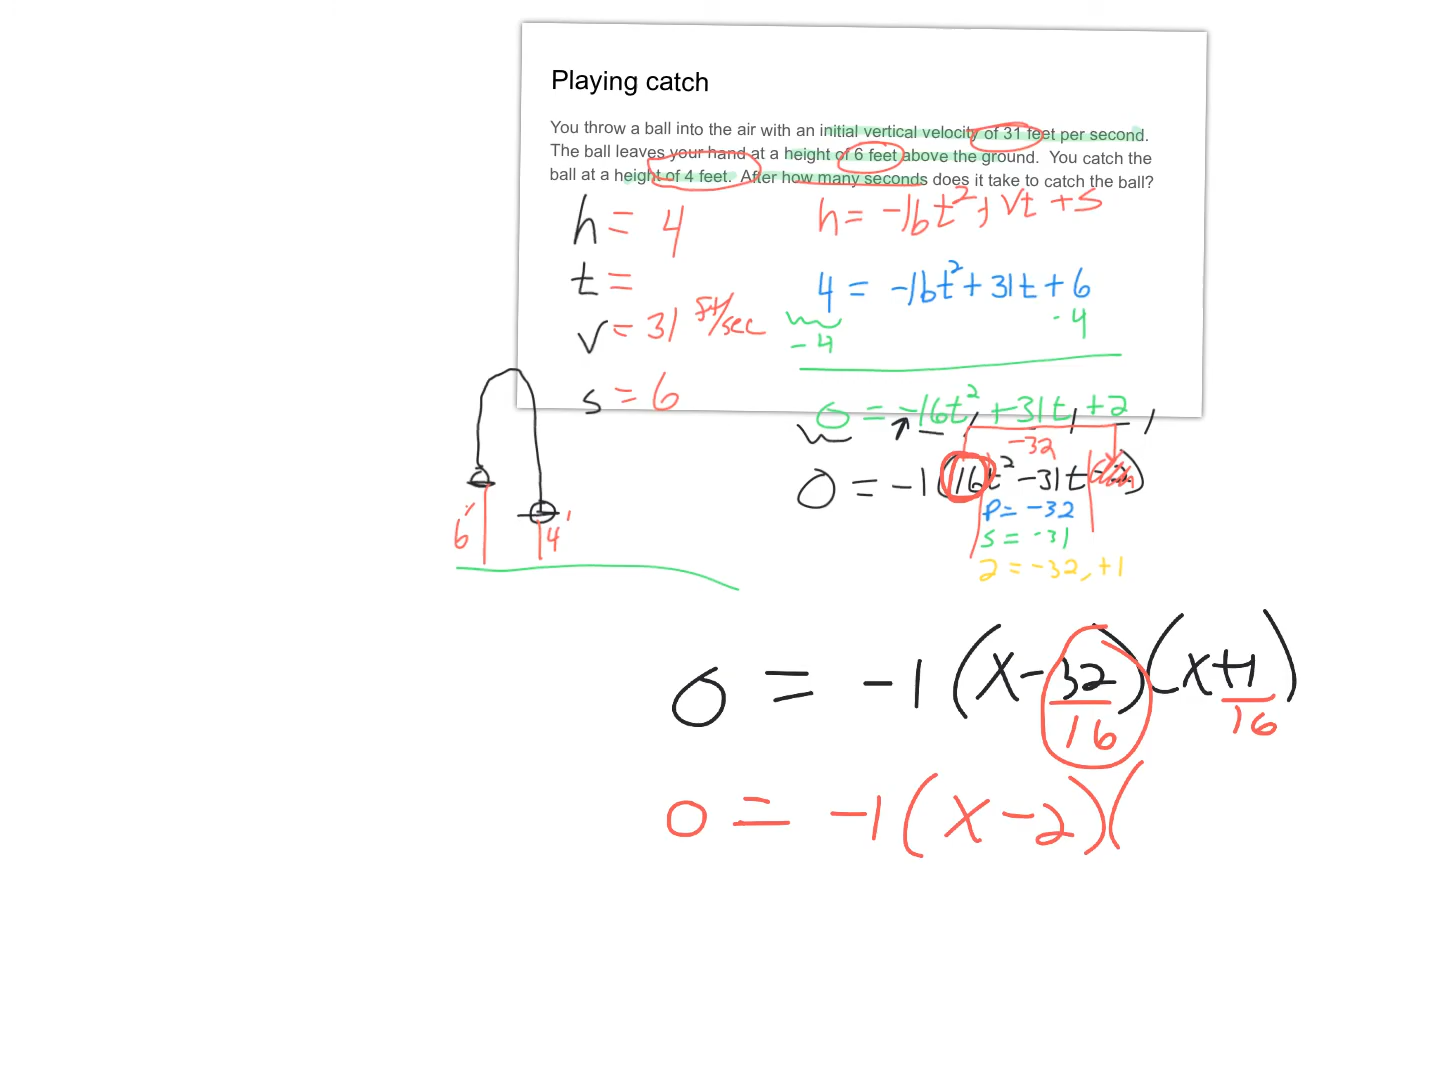 Playing catch
You throw a ball into the air with an initial vertical velocity of 31 feet per second.
The ball leaves your hand at a height of 6 feet above the ground. You catch the
ball at a height of 4 feet. After how many seconds does it take to catch the ball?
h = 4
t =
v = 31 ft/sec
s = 6
h = -16t² + Vt + S
4 = -16t² + 31t + 6
-4 -4
0 = -16t² + 31t + 2
-32
0 = -1 (16t² - 31t
P = -32
S = -31
2 = -32, +1
6'
4'
0 = -1 (x - 32/16)(x + 1/16)
0 = -1 (x - 2)(